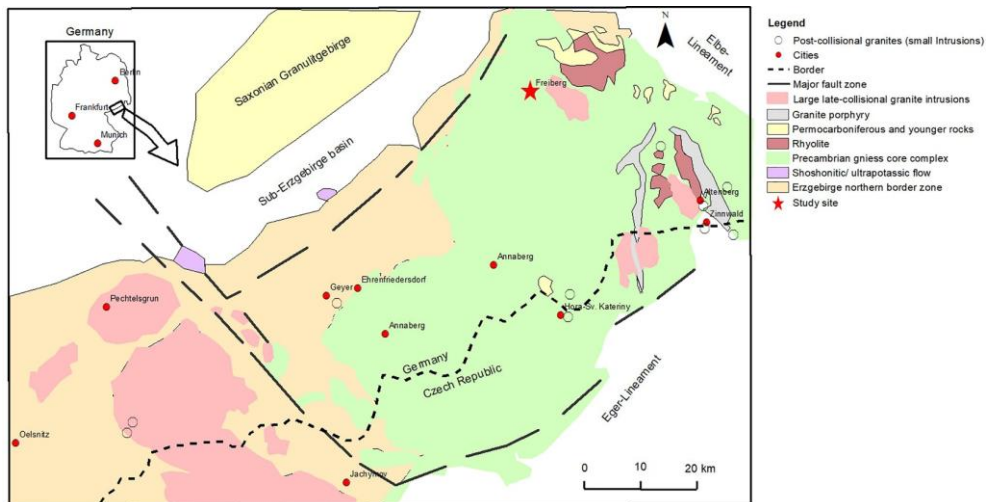 Germany
Berlin
Frankfurt
Munich
Saxonian Granulitgebirge
Sub-Erzgebirge basin
N
Elbe-
Lineament
Freiberg
Altenberg
Zinnwald
Annaberg
Ehrenfriedersdorf
Geyer
Pechtelsgrun
Hora-Sv. Kateriny
Annaberg
Germany
Czech Republic
Eger-Lineament
Oelsnitz
Jachymov
0 10 20 km
Legend
Post-collisional granites (small Intrusions)
Cities
Border
Major fault zone
Large late-collisional granite intrusions
Granite porphyry
Permocarboniferous and younger rocks
Rhyolite
Precambrian gniess core complex
Shoshonitic/ ultrapotassic flow
Erzgebirge northern border zone
Study site